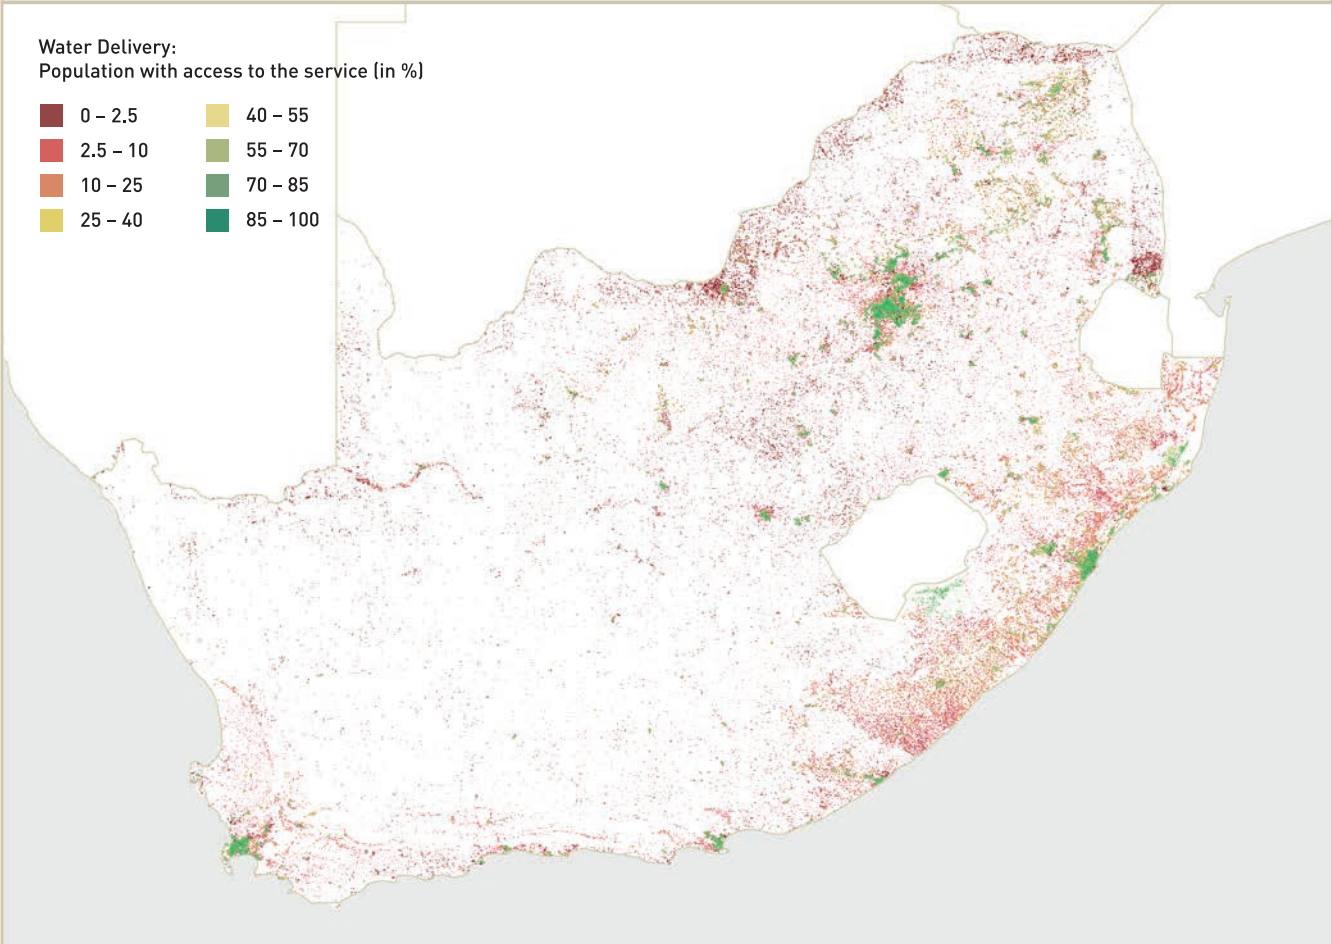 Water Delivery:
Population with access to the service (in %)
0 – 2.5
2.5 – 10
10 – 25
25 – 40
40 – 55
55 – 70
70 – 85
85 – 100